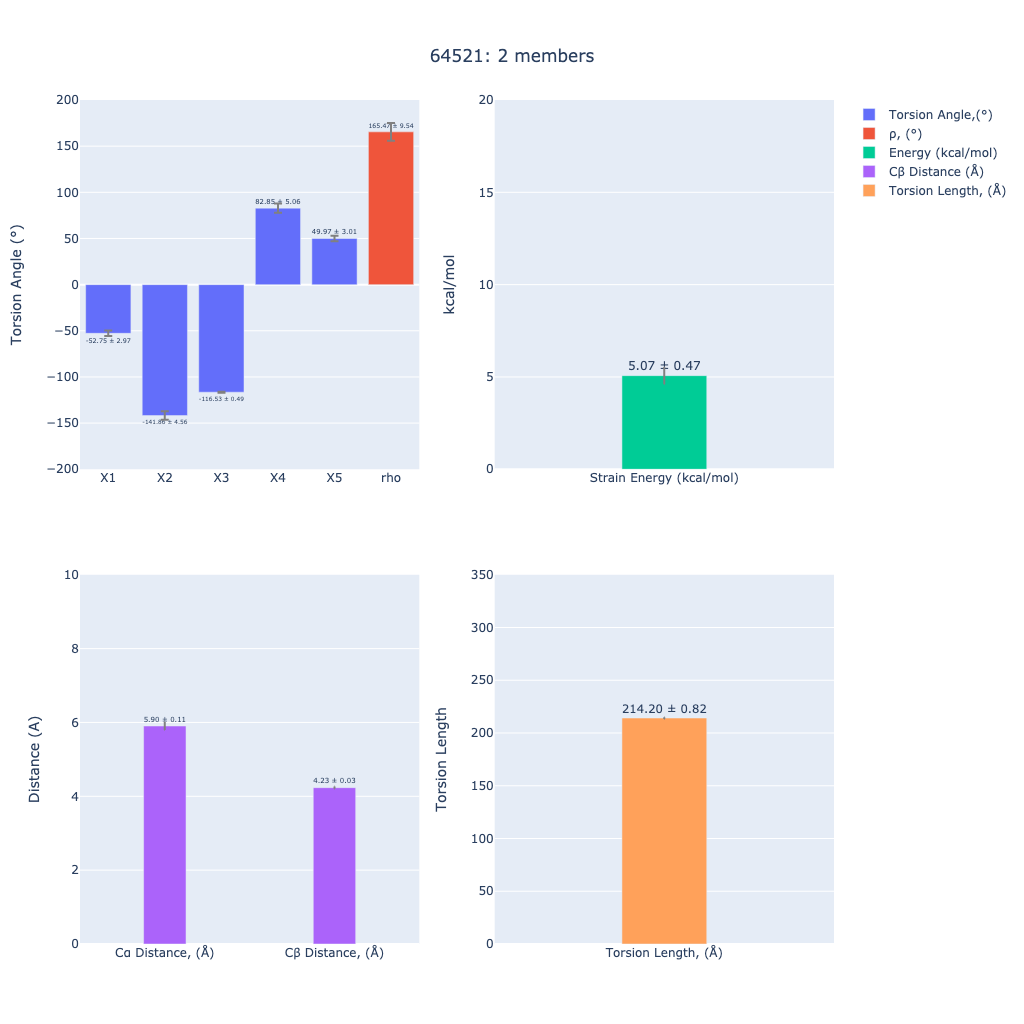 64521: 2 members
Torsion Angle (°)
200
150
100
50
0
−50
−100
−150
−200
-52.75 ± 2.97
-116.53 ± 0.49
82.85 ± 5.06
49.97 ± 3.01
165.47 ± 9.54
X1 X2 X3 X4 X5 rho
kcal/mol
20
15
10
5
0
5.07 ± 0.47
Strain Energy (kcal/mol)
Torsion Angle,(°)
ρ, (°)
Energy (kcal/mol)
Cβ Distance (Å)
Torsion Length, (Å)
Distance (A)
10
8
6
4
2
0
5.90 ± 0.11
4.23 ± 0.03
Cα Distance, (Å) Cβ Distance, (Å)
Torsion Length
350
300
250
200
150
100
50
0
214.20 ± 0.82
Torsion Length, (Å)